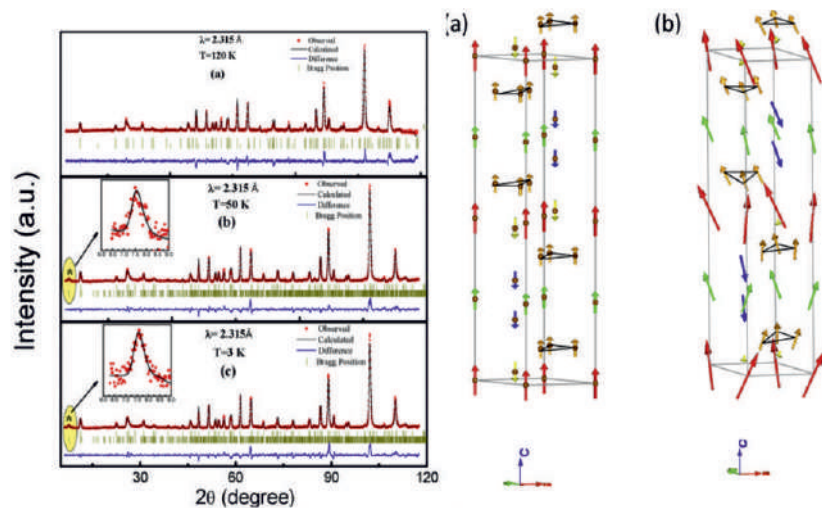 Intensity (a.u.)
λ= 2.315 Å
T=120 K
(a)
Observed
Calculated
Difference
Bragg Position
λ= 2.315 Å
T=50 K
(b)
Observed
Calculated
Difference
Bragg Position
λ= 2.315Å
T=3 K
(c)
Observed
Calculated
Difference
Bragg Position
30 60 90 120
2θ (degree)
(a)
(b)
C
C